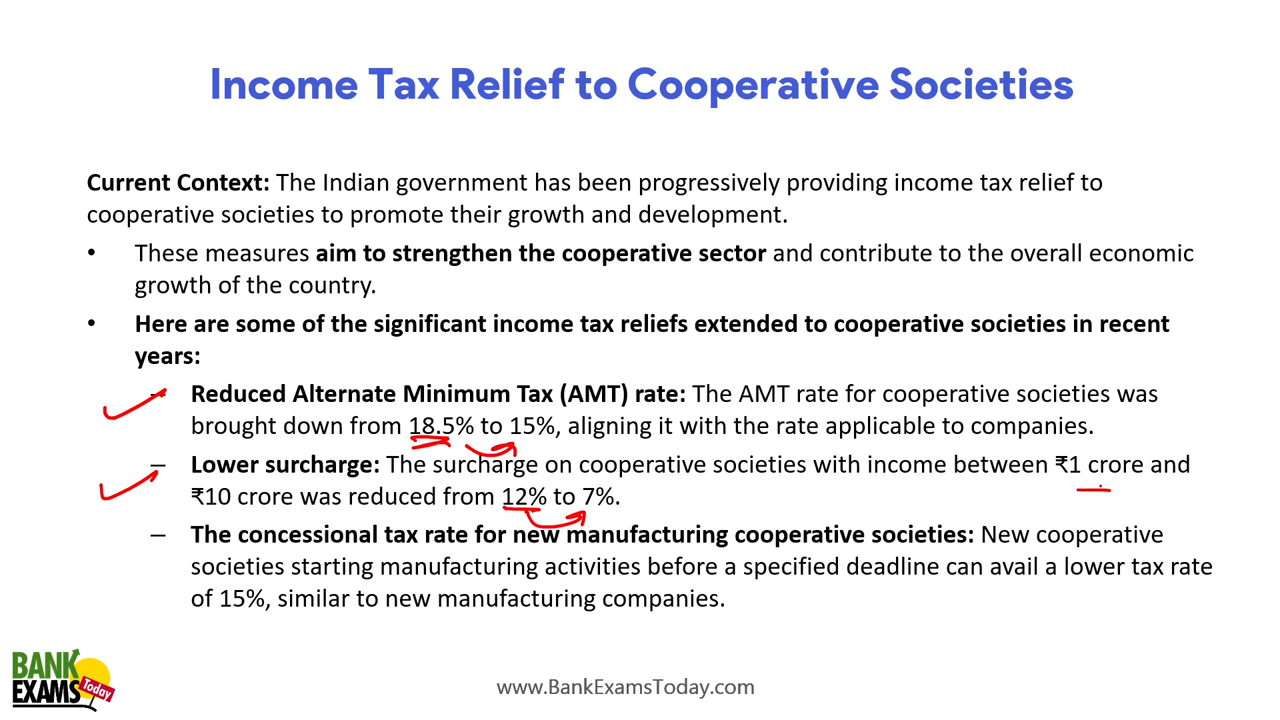 Income Tax Relief to Cooperative Societies
Current Context: The Indian government has been progressively providing income tax relief to
cooperative societies to promote their growth and development.
• These measures aim to strengthen the cooperative sector and contribute to the overall economic
growth of the country.
• Here are some of the significant income tax reliefs extended to cooperative societies in recent
years:
– Reduced Alternate Minimum Tax (AMT) rate: The AMT rate for cooperative societies was
brought down from 18.5% to 15%, aligning it with the rate applicable to companies.
– Lower surcharge: The surcharge on cooperative societies with income between ₹1 crore and
₹10 crore was reduced from 12% to 7%.
– The concessional tax rate for new manufacturing cooperative societies: New cooperative
societies starting manufacturing activities before a specified deadline can avail a lower tax rate
of 15%, similar to new manufacturing companies.
BANK
EXAMS
Today
www.BankExamsToday.com